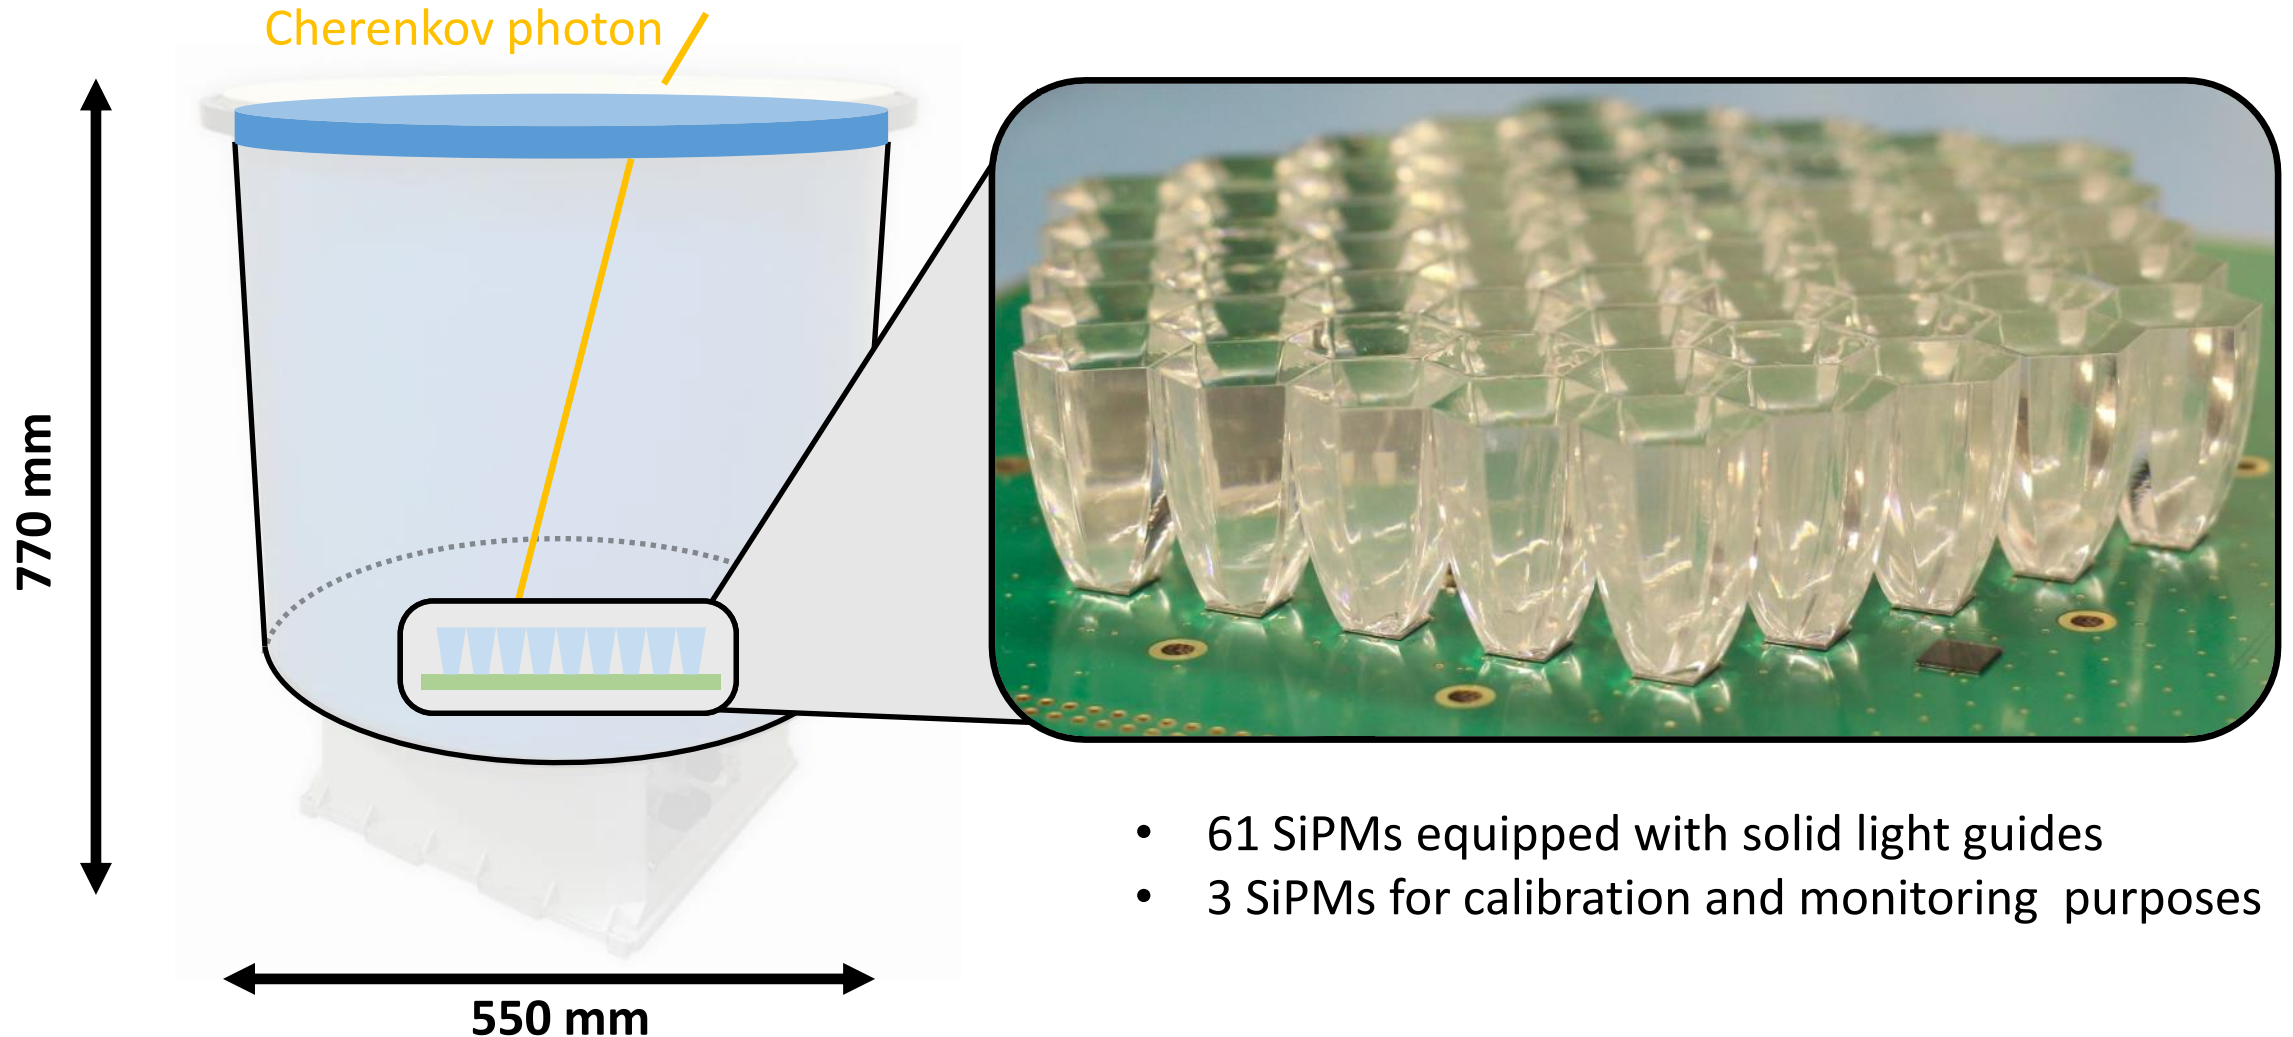 Cherenkov photon
770 mm
550 mm
• 61 SiPMs equipped with solid light guides
• 3 SiPMs for calibration and monitoring  purposes